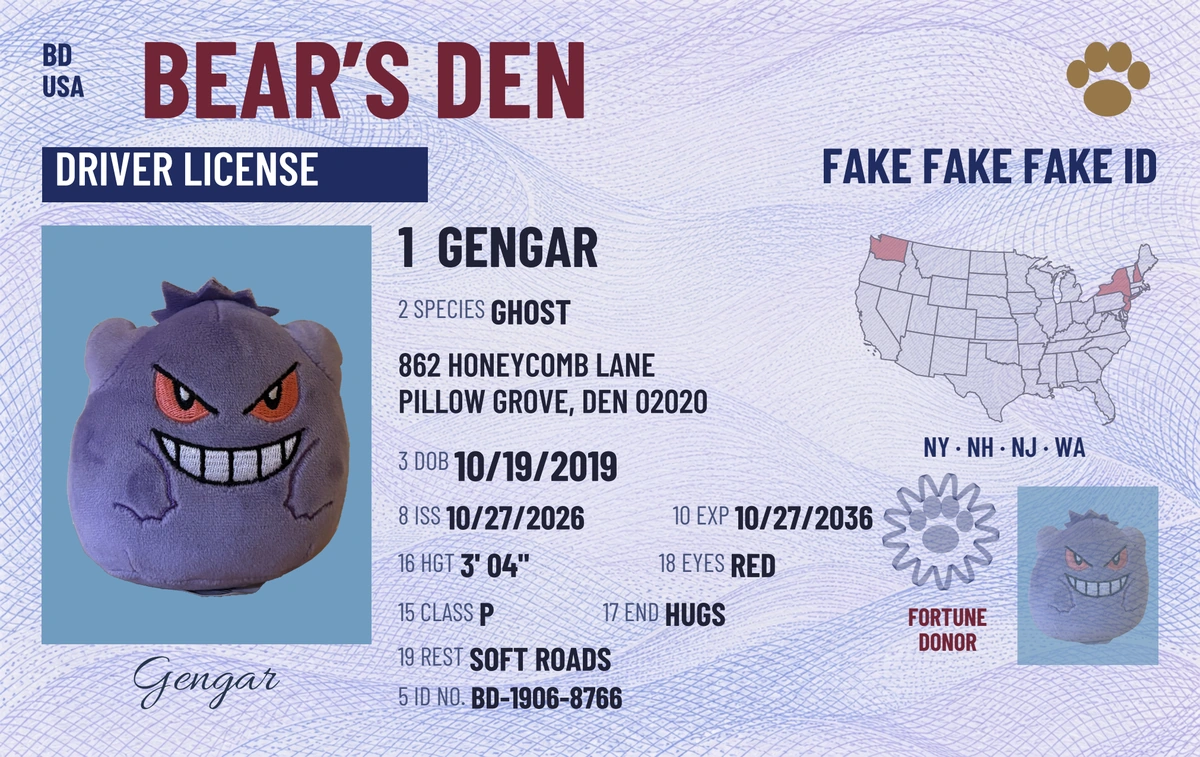 BD
USA
BEAR'S DEN
DRIVER LICENSE
FAKE FAKE FAKE ID
1 GENGAR
2 SPECIES GHOST
862 HONEYCOMB LANE
PILLOW GROVE, DEN 02020
3 DOB 10/19/2019
8 ISS 10/27/2026 10 EXP 10/27/2036
16 HGT 3' 04" 18 EYES RED
15 CLASS P 17 END HUGS
19 REST SOFT ROADS
5 ID NO. BD-1906-8766
Gengar
NY · NH · NJ · WA
FORTUNE
DONOR